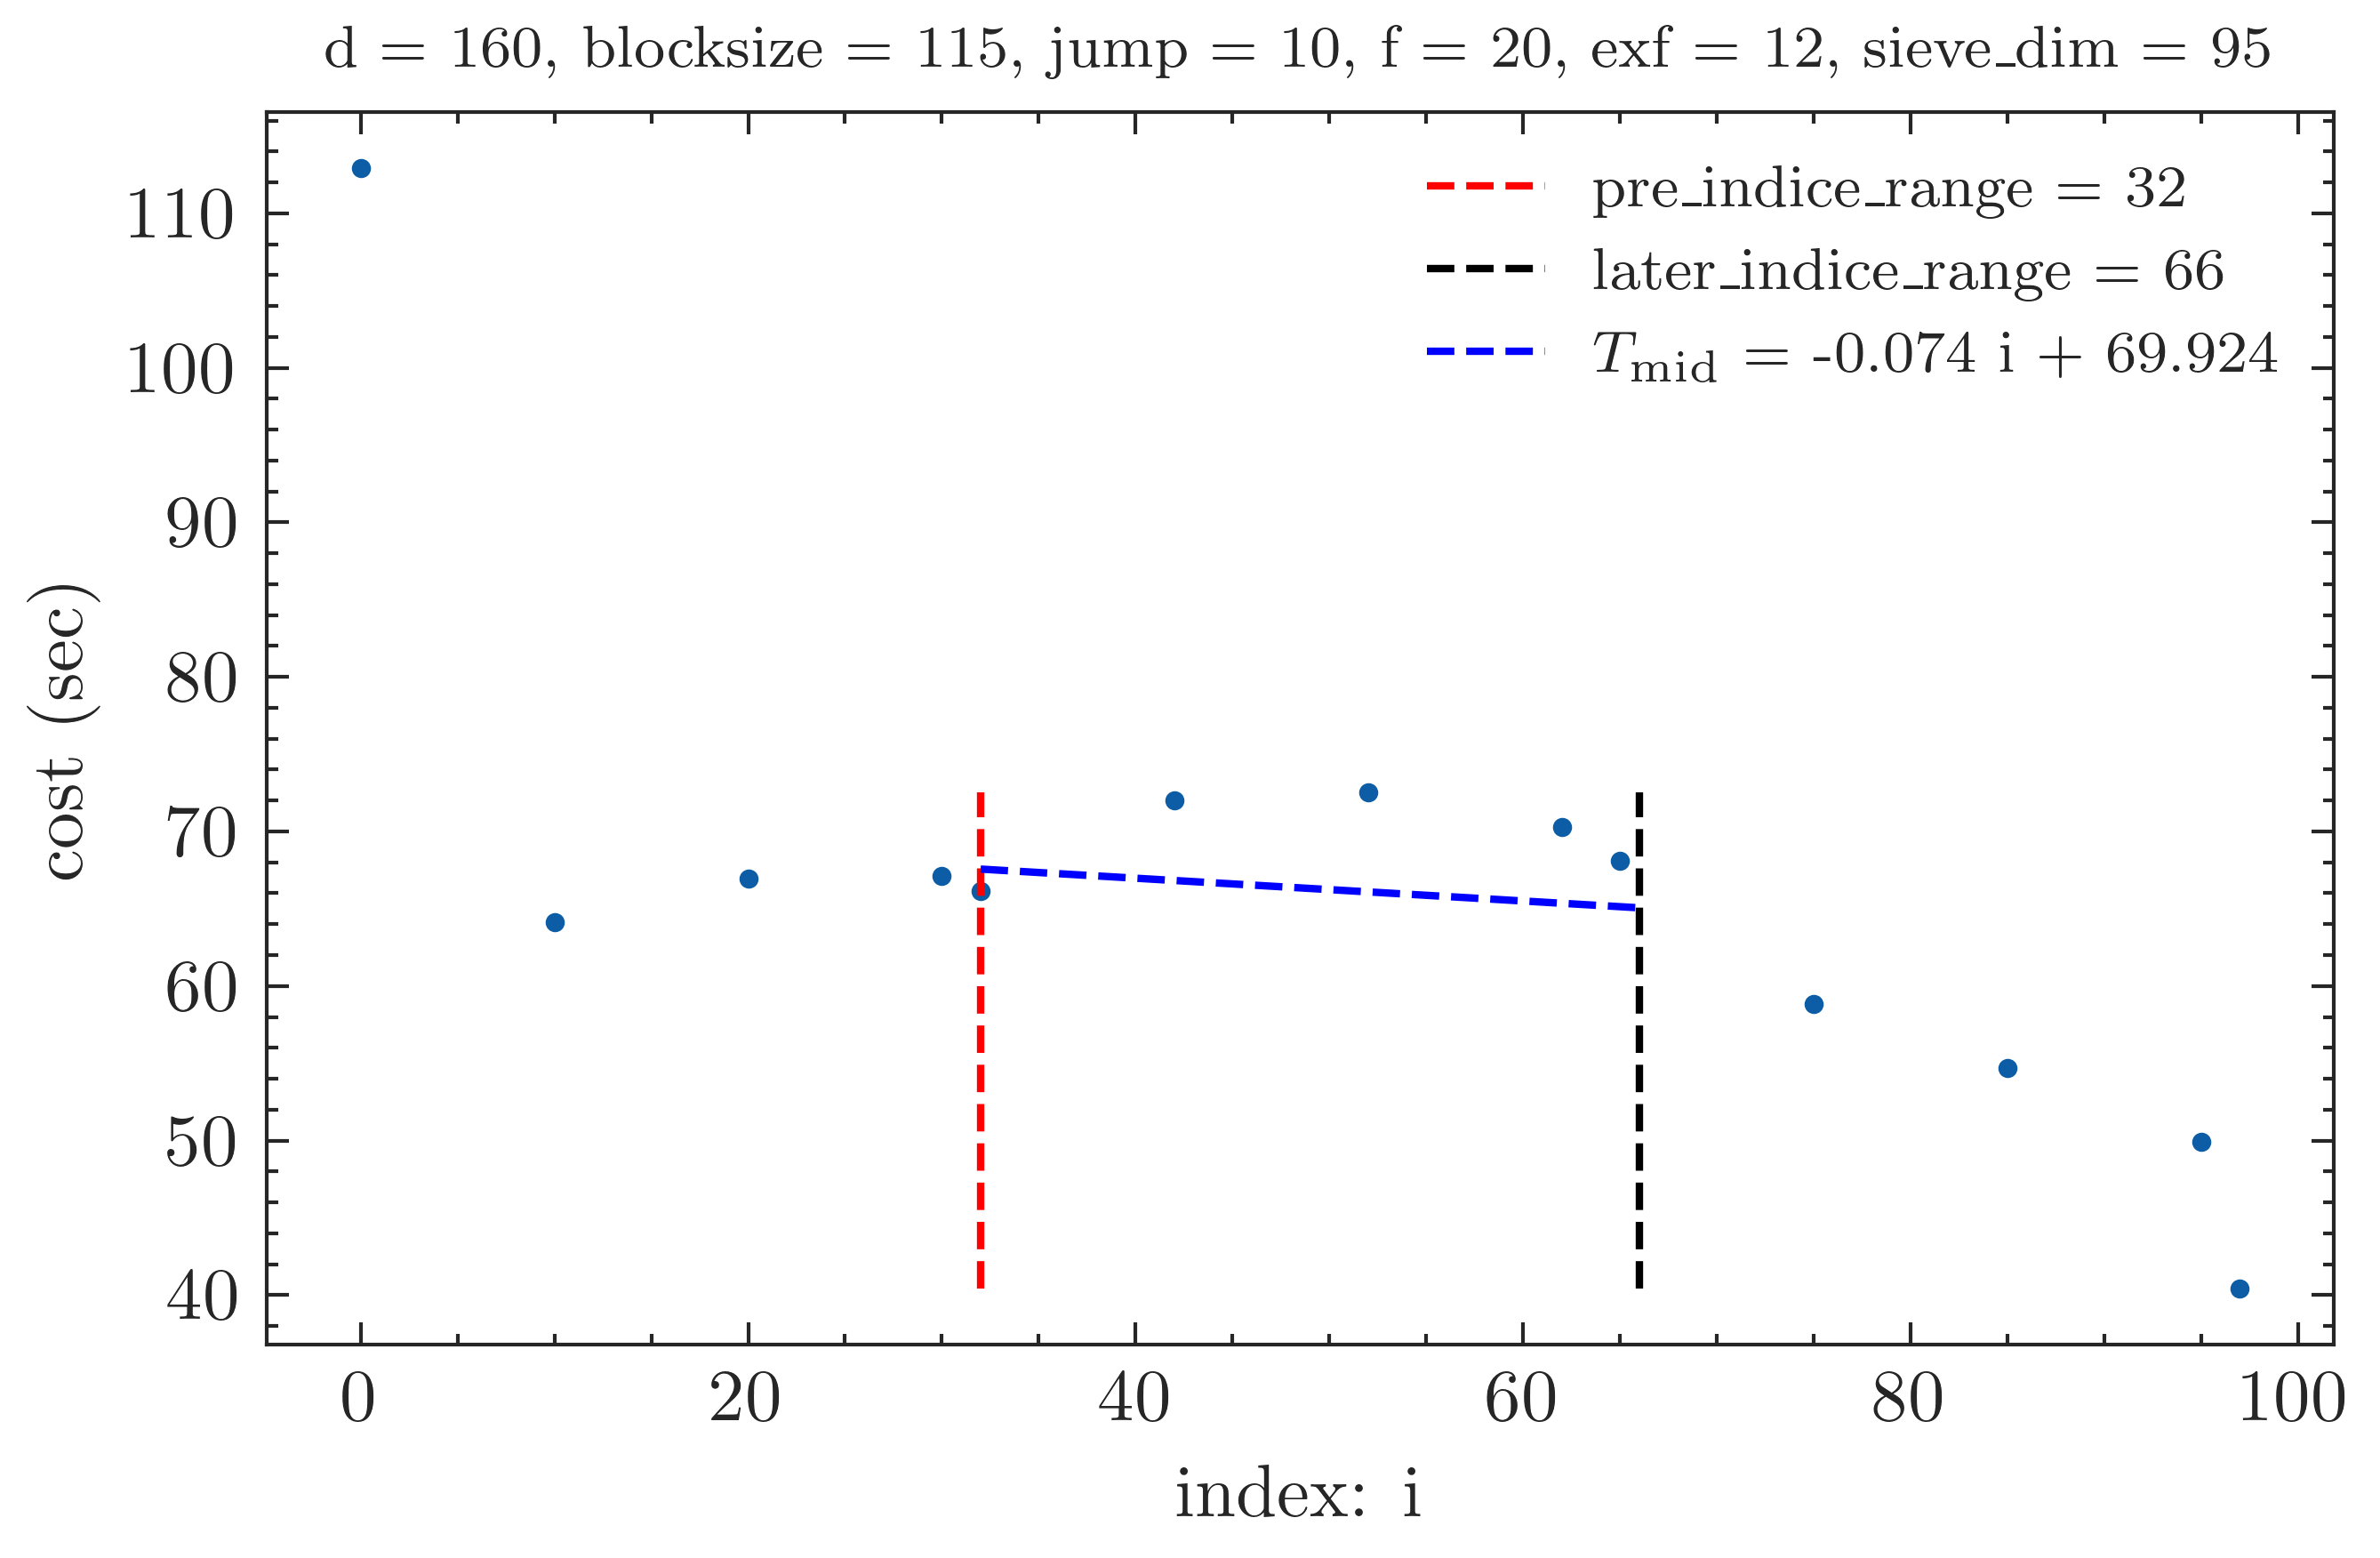 d = 160, blocksize = 115, jump = 10, f = 20, exf = 12, sieve_dim = 95
pre_indice_range = 32
later_indice_range = 66
T_mid = -0.074 i + 69.924
cost (sec)
110
100
90
80
70
60
50
40
0 20 40 60 80 100
index: i